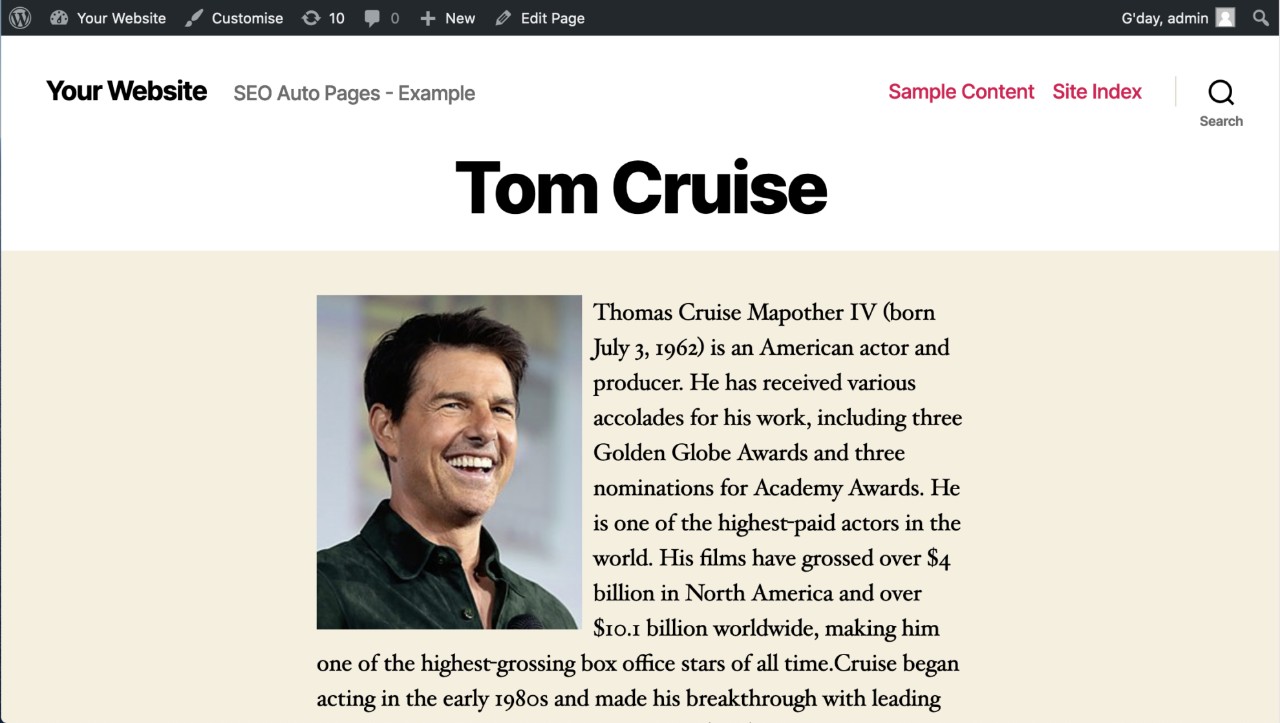 Your Website Customise 10 0 New Edit Page G'day, admin
Your Website SEO Auto Pages - Example Sample Content Site Index
Search
Tom Cruise
Thomas Cruise Mapother IV (born
July 3, 1962) is an American actor and
producer. He has received various
accolades for his work, including three
Golden Globe Awards and three
nominations for Academy Awards. He
is one of the highest-paid actors in the
world. His films have grossed over $4
billion in North America and over
$10.1 billion worldwide, making him
one of the highest-grossing box office stars of all time.Cruise began
acting in the early 1980s and made his breakthrough with leading